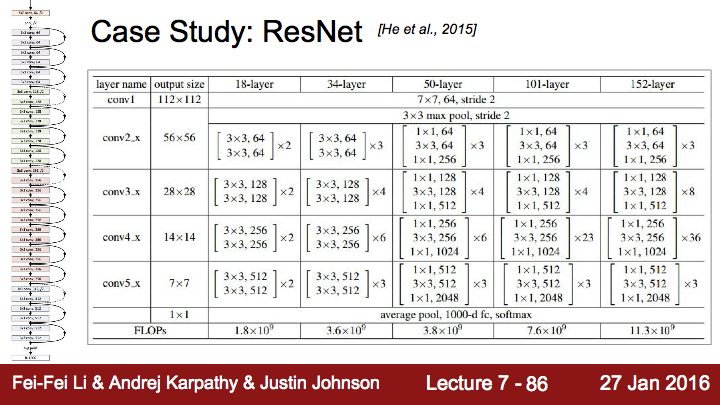 Case Study: ResNet [He et al., 2015]
layer name output size 18-layer 34-layer 50-layer 101-layer 152-layer
conv1 112×112 7×7, 64, stride 2
3×3 max pool, stride 2
conv2_x 56×56 [3×3, 64 3×3, 64]×2 [3×3, 64 3×3, 64]×3 [1×1, 64 3×3, 64 1×1, 256]×3 [1×1, 64 3×3, 64 1×1, 256]×3 [1×1, 64 3×3, 64 1×1, 256]×3
conv3_x 28×28 [3×3, 128 3×3, 128]×2 [3×3, 128 3×3, 128]×4 [1×1, 128 3×3, 128 1×1, 512]×4 [1×1, 128 3×3, 128 1×1, 512]×4 [1×1, 128 3×3, 128 1×1, 512]×8
conv4_x 14×14 [3×3, 256 3×3, 256]×2 [3×3, 256 3×3, 256]×6 [1×1, 256 3×3, 256 1×1, 1024]×6 [1×1, 256 3×3, 256 1×1, 1024]×23 [1×1, 256 3×3, 256 1×1, 1024]×36
conv5_x 7×7 [3×3, 512 3×3, 512]×2 [3×3, 512 3×3, 512]×3 [1×1, 512 3×3, 512 1×1, 2048]×3 [1×1, 512 3×3, 512 1×1, 2048]×3 [1×1, 512 3×3, 512 1×1, 2048]×3
1×1 average pool, 1000-d fc, softmax
FLOPs 1.8×10⁹ 3.6×10⁹ 3.8×10⁹ 7.6×10⁹ 11.3×10⁹
Fei-Fei Li & Andrej Karpathy & Justin Johnson Lecture 7 - 86 27 Jan 2016